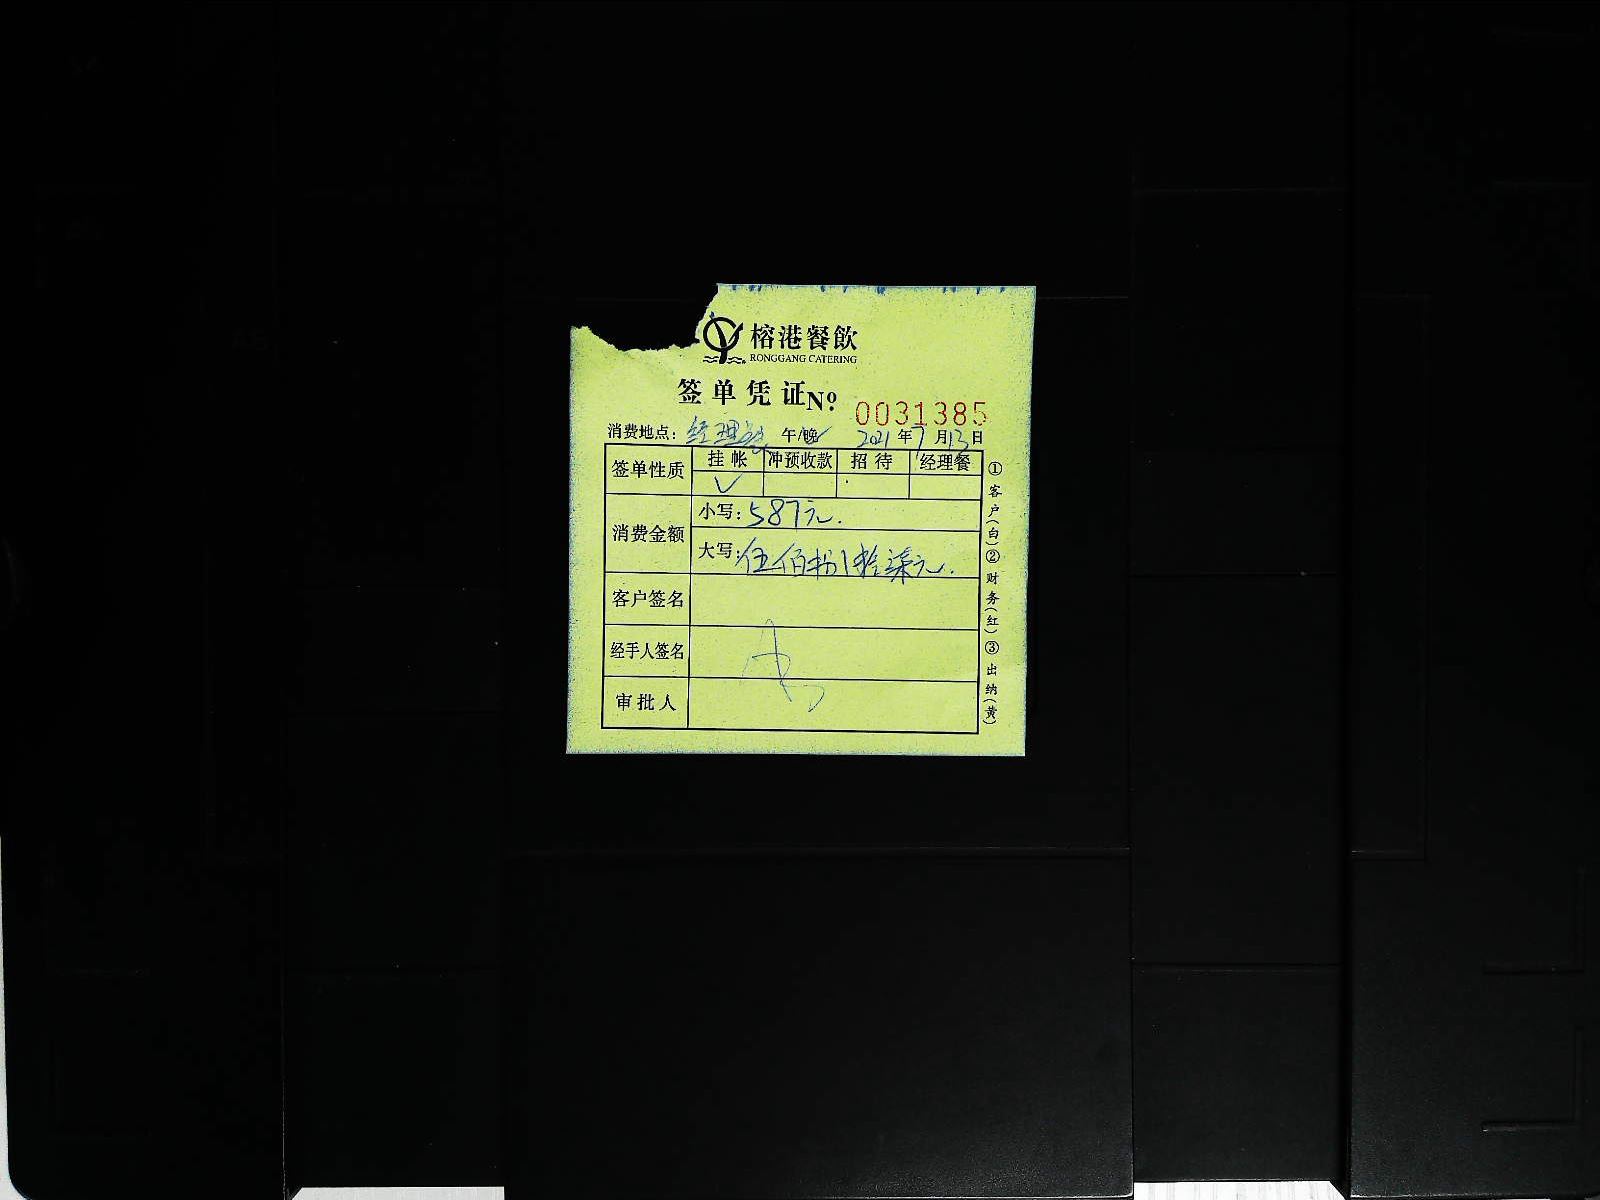 榕港餐飲
RONGGANG CATERING
签单凭证№ 0031385
消费地点：经理餐 午/晚✓ 2021年7月13日
签单性质 挂帐 冲预收款 招待 经理餐
✓
消费金额 小写：587元.
大写：伍佰捌拾柒元.
客户签名
经手人签名
审批人
①客户（白）②财务（红）③出纳（黄）